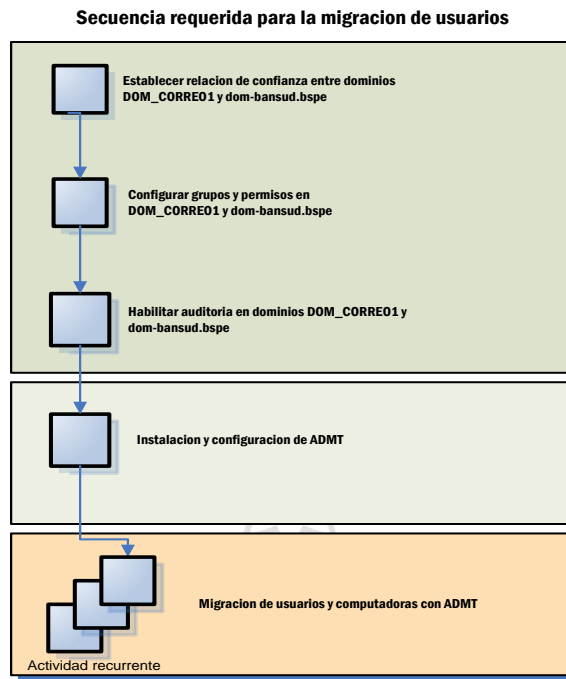 Secuencia requerida para la migracion de usuarios
Establecer relacion de confianza entre dominios
DOM_CORREO1 y dom-bansud.bspe
Configurar grupos y permisos en
DOM_CORREO1 y dom-bansud.bspe
Habilitar auditoria en dominios DOM_CORREO1 y
dom-bansud.bspe
Instalacion y configuracion de ADMT
Migracion de usuarios y computadoras con ADMT
Actividad recurrente